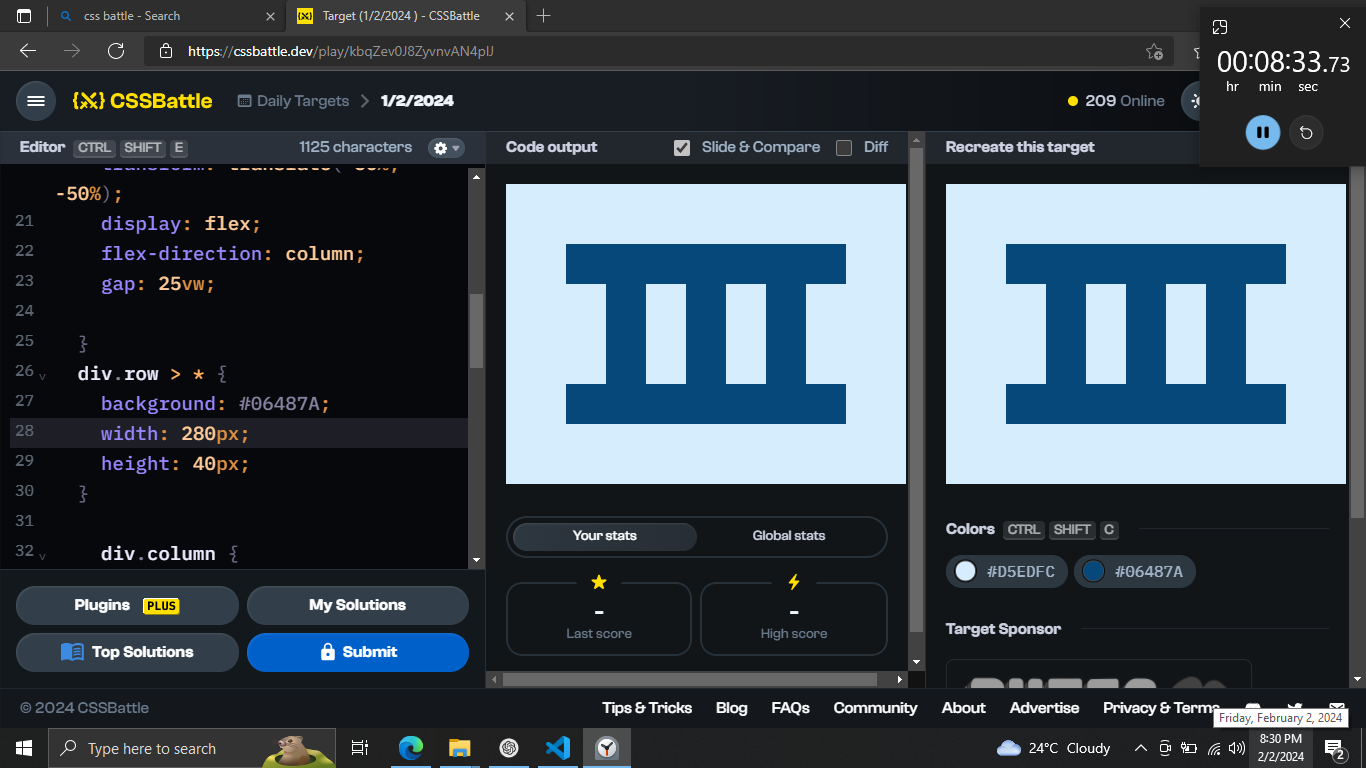 css battle - Search
Target (1/2/2024 ) - CSSBattle
https://cssbattle.dev/play/kbqZev0J8ZyvnvAN4plJ
00:08:33.73
hr min sec
{X} CSSBattle
Daily Targets > 1/2/2024
209 Online
Editor CTRL SHIFT E
1125 characters
Code output
Slide & Compare
Diff
Recreate this target
-50%);
21 display: flex;
22 flex-direction: column;
23 gap: 25vw;
24
25 }
26 div.row > * {
27 background: #06487A;
28 width: 280px;
29 height: 40px;
30 }
31
32 div.column {
Plugins PLUS
My Solutions
Top Solutions
Submit
Your stats
Global stats
-
Last score
-
High score
Colors CTRL SHIFT C
#D5EDFC
#06487A
Target Sponsor
© 2024 CSSBattle
Tips & Tricks
Blog
FAQs
Community
About
Advertise
Privacy & Terms
Friday, February 2, 2024
Type here to search
24°C Cloudy
8:30 PM
2/2/2024
2